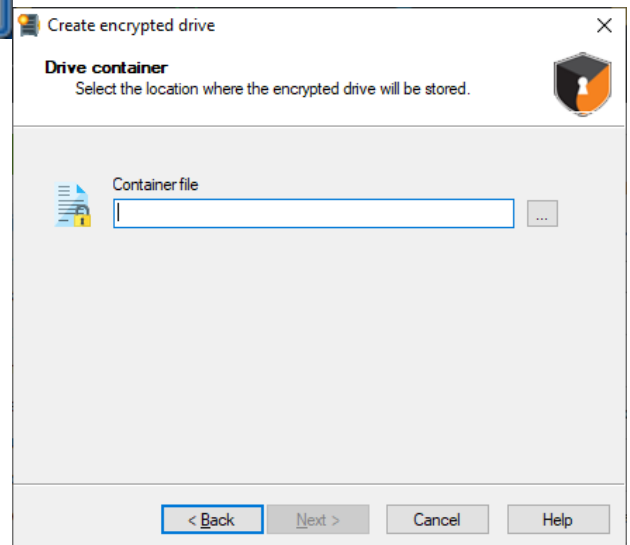 Create encrypted drive
Drive container
Select the location where the encrypted drive will be stored.
Container file
...
< Back
Next >
Cancel
Help